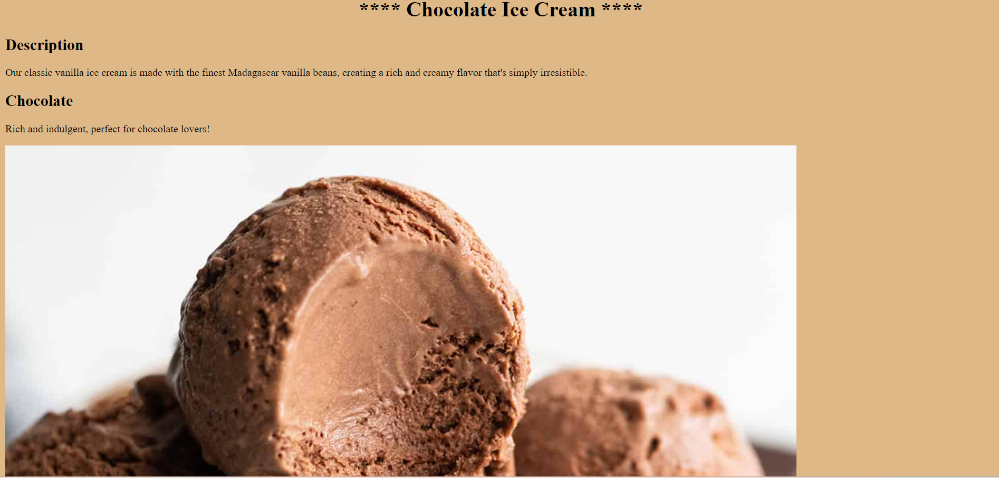 **** Chocolate Ice Cream ****
Description
Our classic vanilla ice cream is made with the finest Madagascar vanilla beans, creating a rich and creamy flavor that's simply irresistible.
Chocolate
Rich and indulgent, perfect for chocolate lovers!